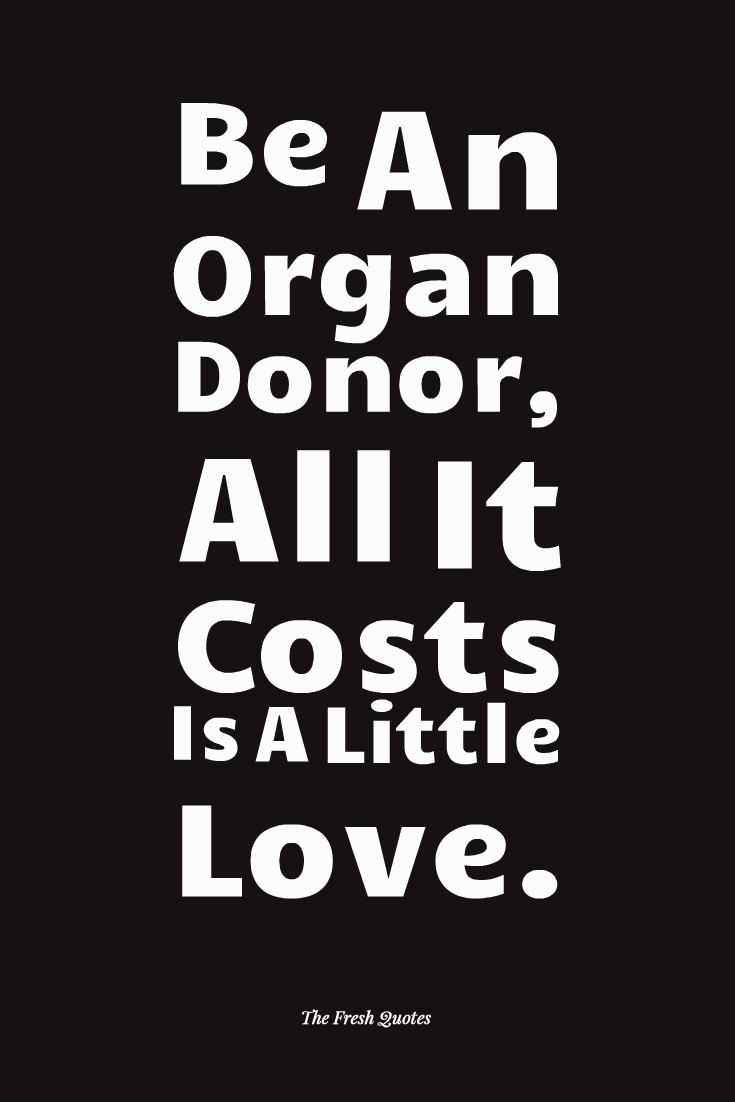 Be An
Organ
Donor,
All It
Costs
Is A Little
Love.
The Fresh Quotes